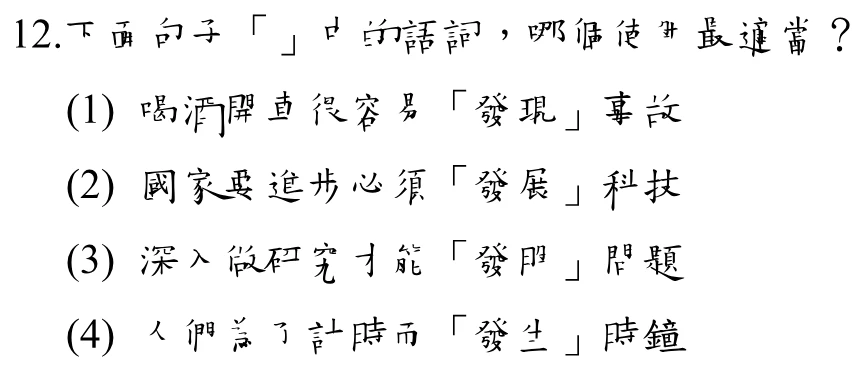 12.下面句子「」中的話詞，哪個使用最適當？
(1) 喝酒開車很容易「發現」事故
(2) 國家要進步必須「發展」科技
(3) 深入做研究才能「發明」問題
(4) 人們為了計時而「發生」時鐘